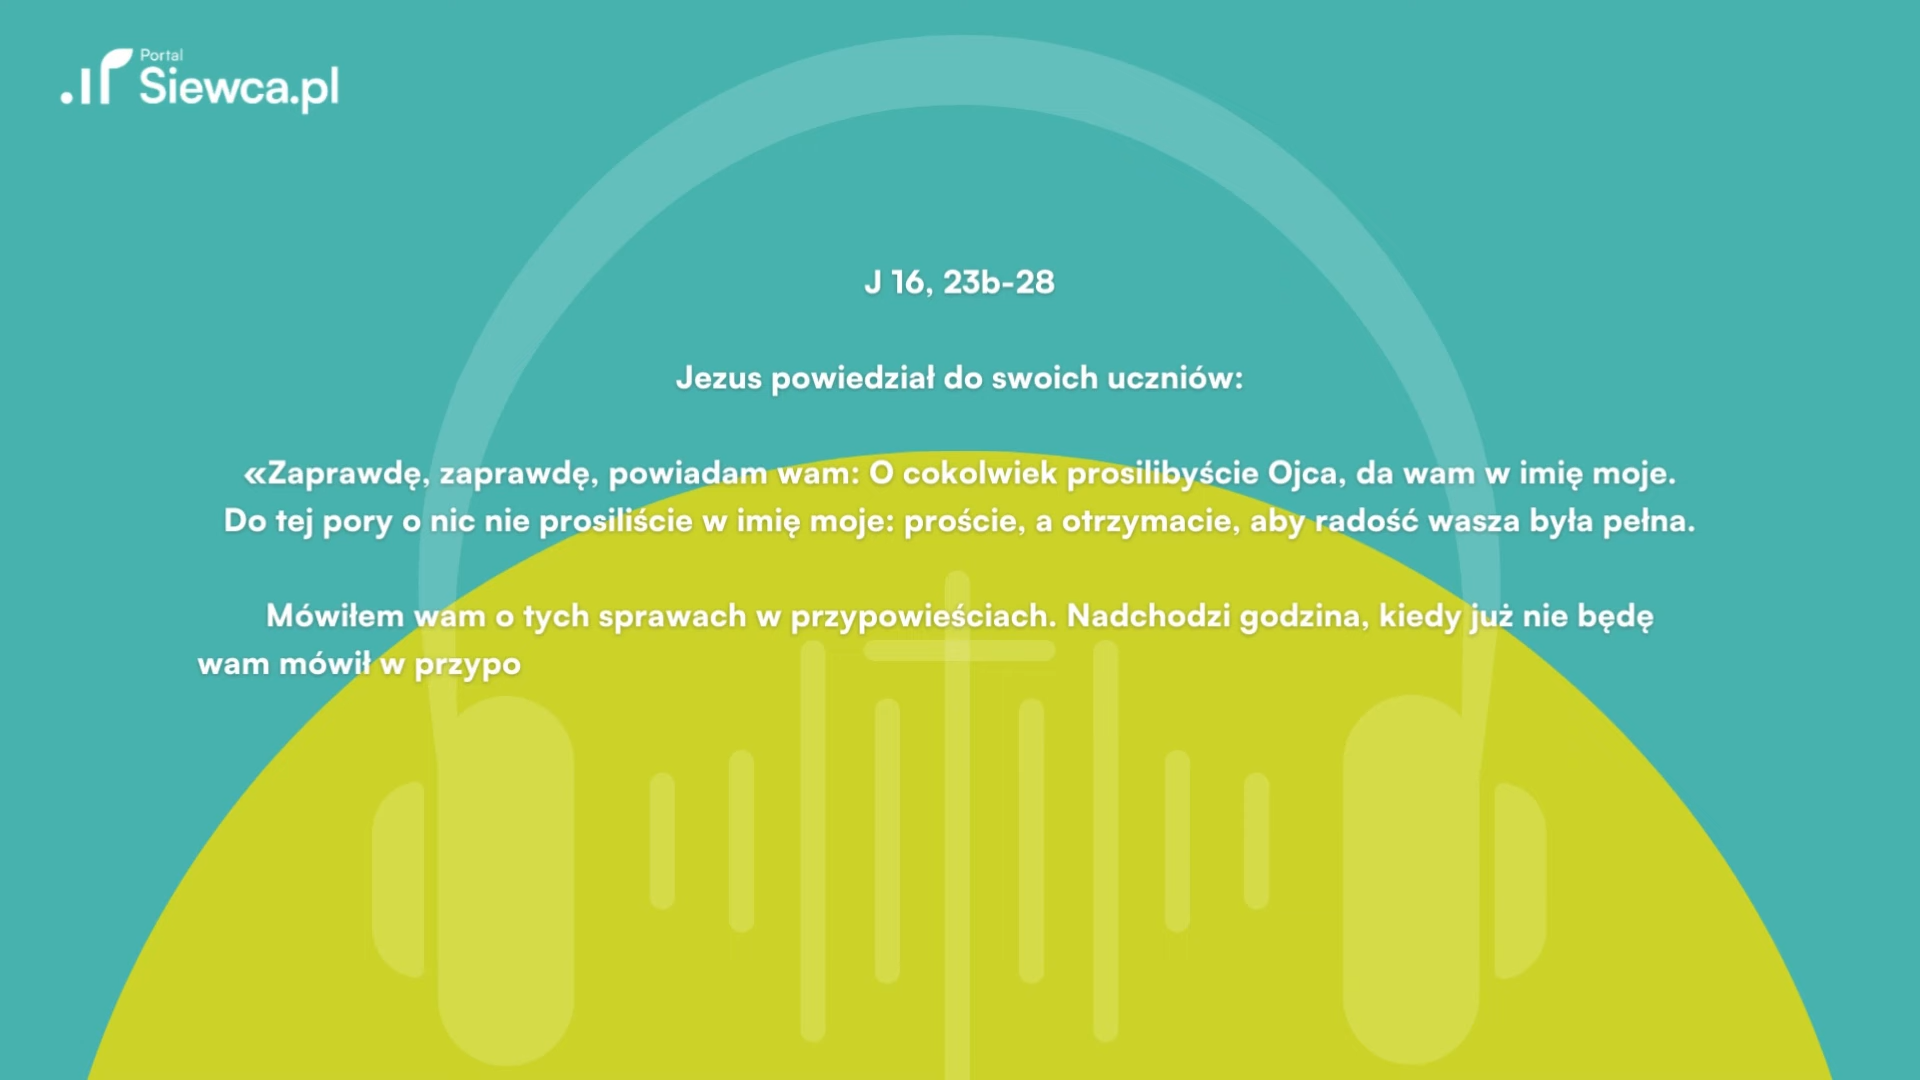 Portal
Siewca.pl
J 16, 23b-28
Jezus powiedział do swoich uczniów:
«Zaprawdę, zaprawdę, powiadam wam: O cokolwiek prosilibyście Ojca, da wam w imię moje.
Do tej pory o nic nie prosiliście w imię moje: proście, a otrzymacie, aby radość wasza była pełna.
Mówiłem wam o tych sprawach w przypowieściach. Nadchodzi godzina, kiedy już nie będę
wam mówił w przypo